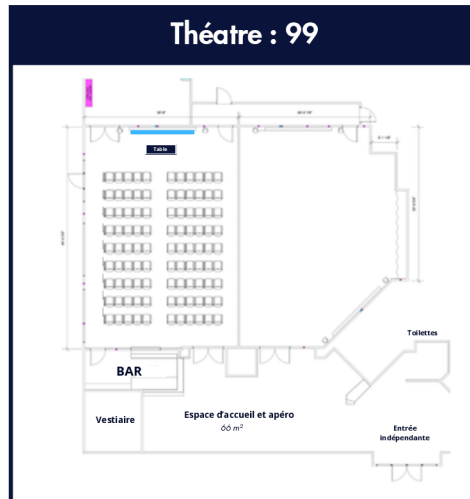 Théatre : 99
Table
Toilettes
BAR
Vestiaire
Espace d'accueil et apéro
66 m²
Entrée
indépendante